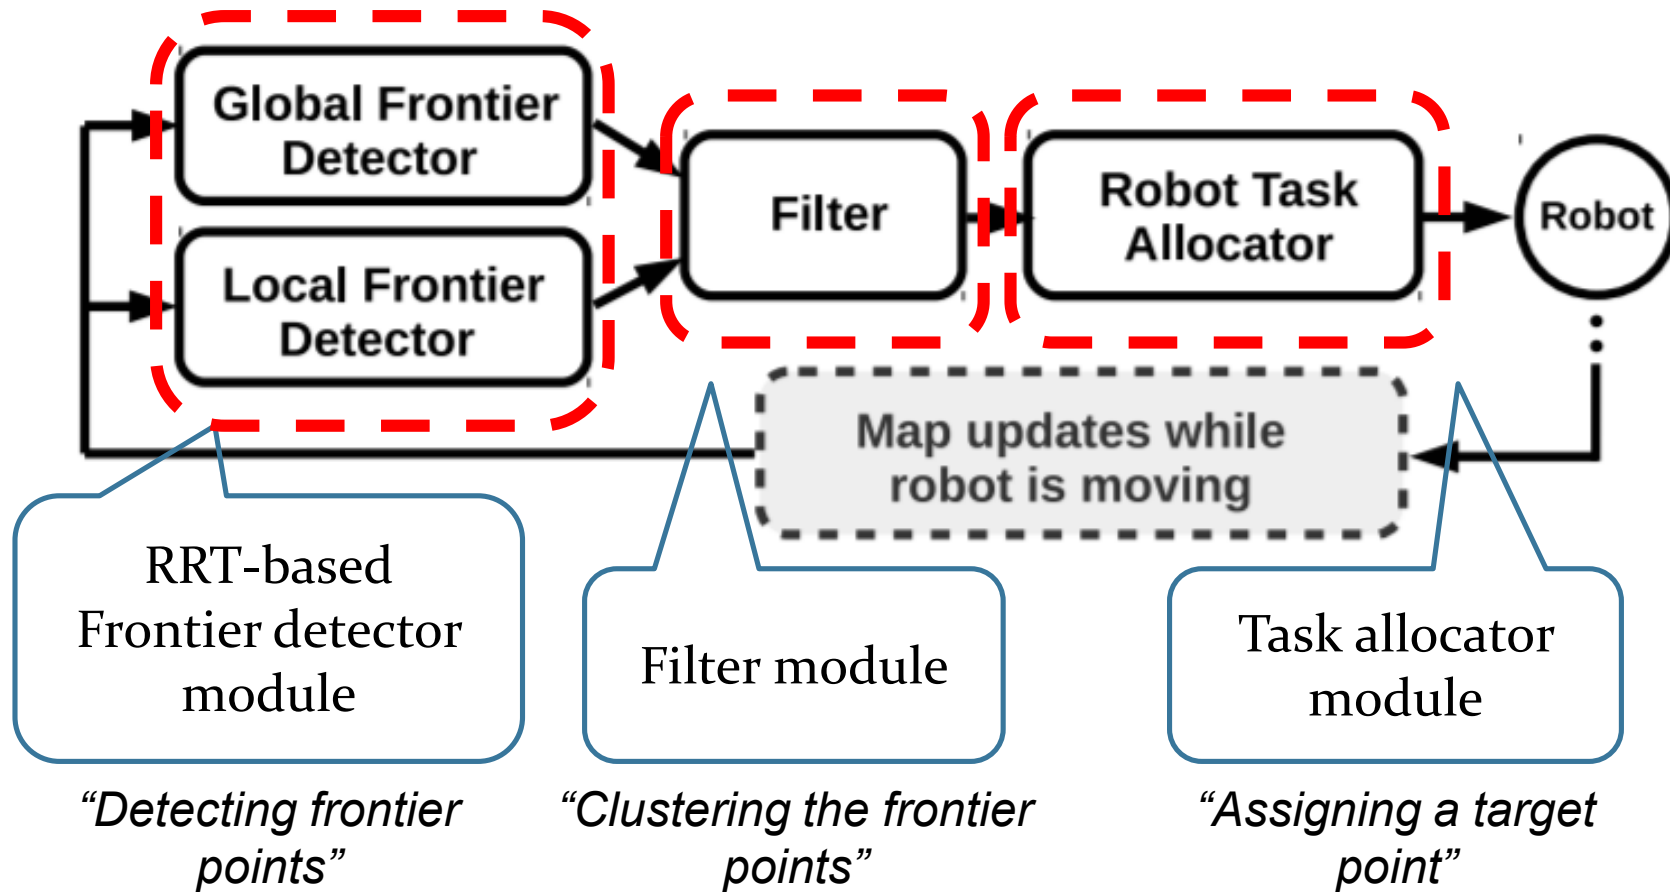 Global Frontier
Detector
Local Frontier
Detector
Filter
Robot Task
Allocator
Robot
Map updates while
robot is moving
RRT-based
Frontier detector
module
Filter module
Task allocator
module
“Detecting frontier
points”
“Clustering the frontier
points”
“Assigning a target
point”